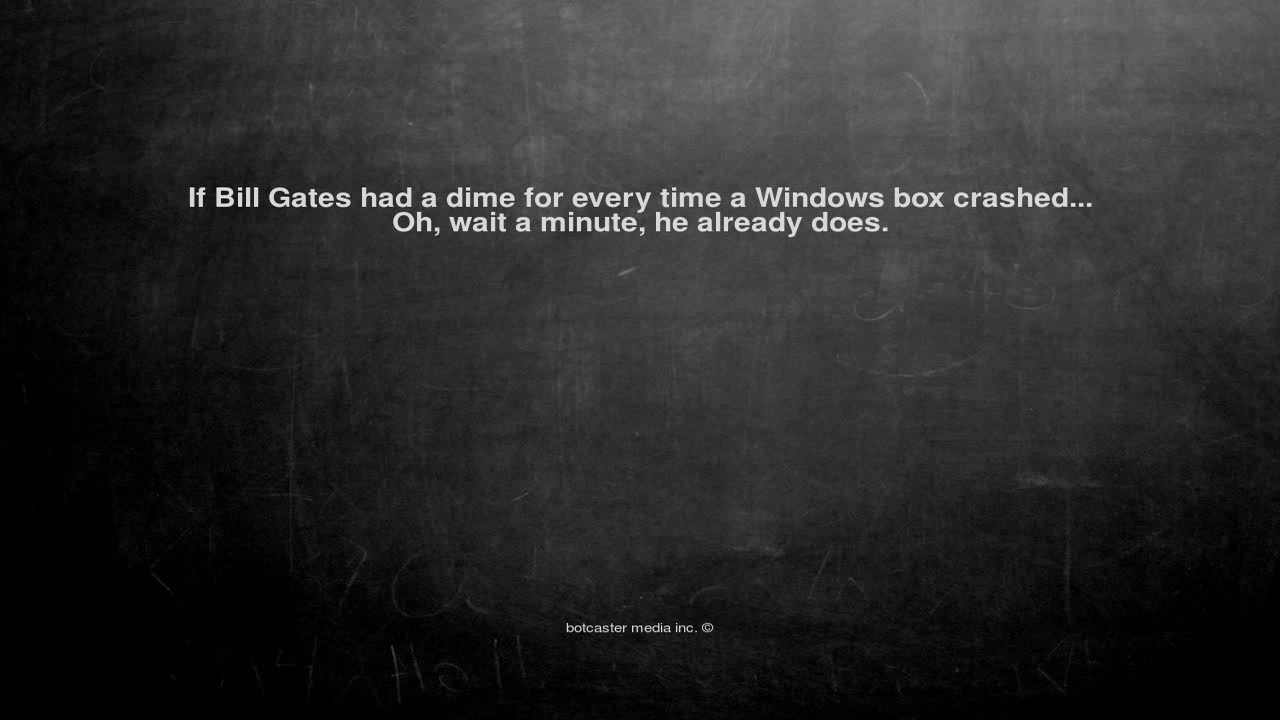 If Bill Gates had a dime for every time a Windows box crashed...
Oh, wait a minute, he already does.
botcaster media inc. ©